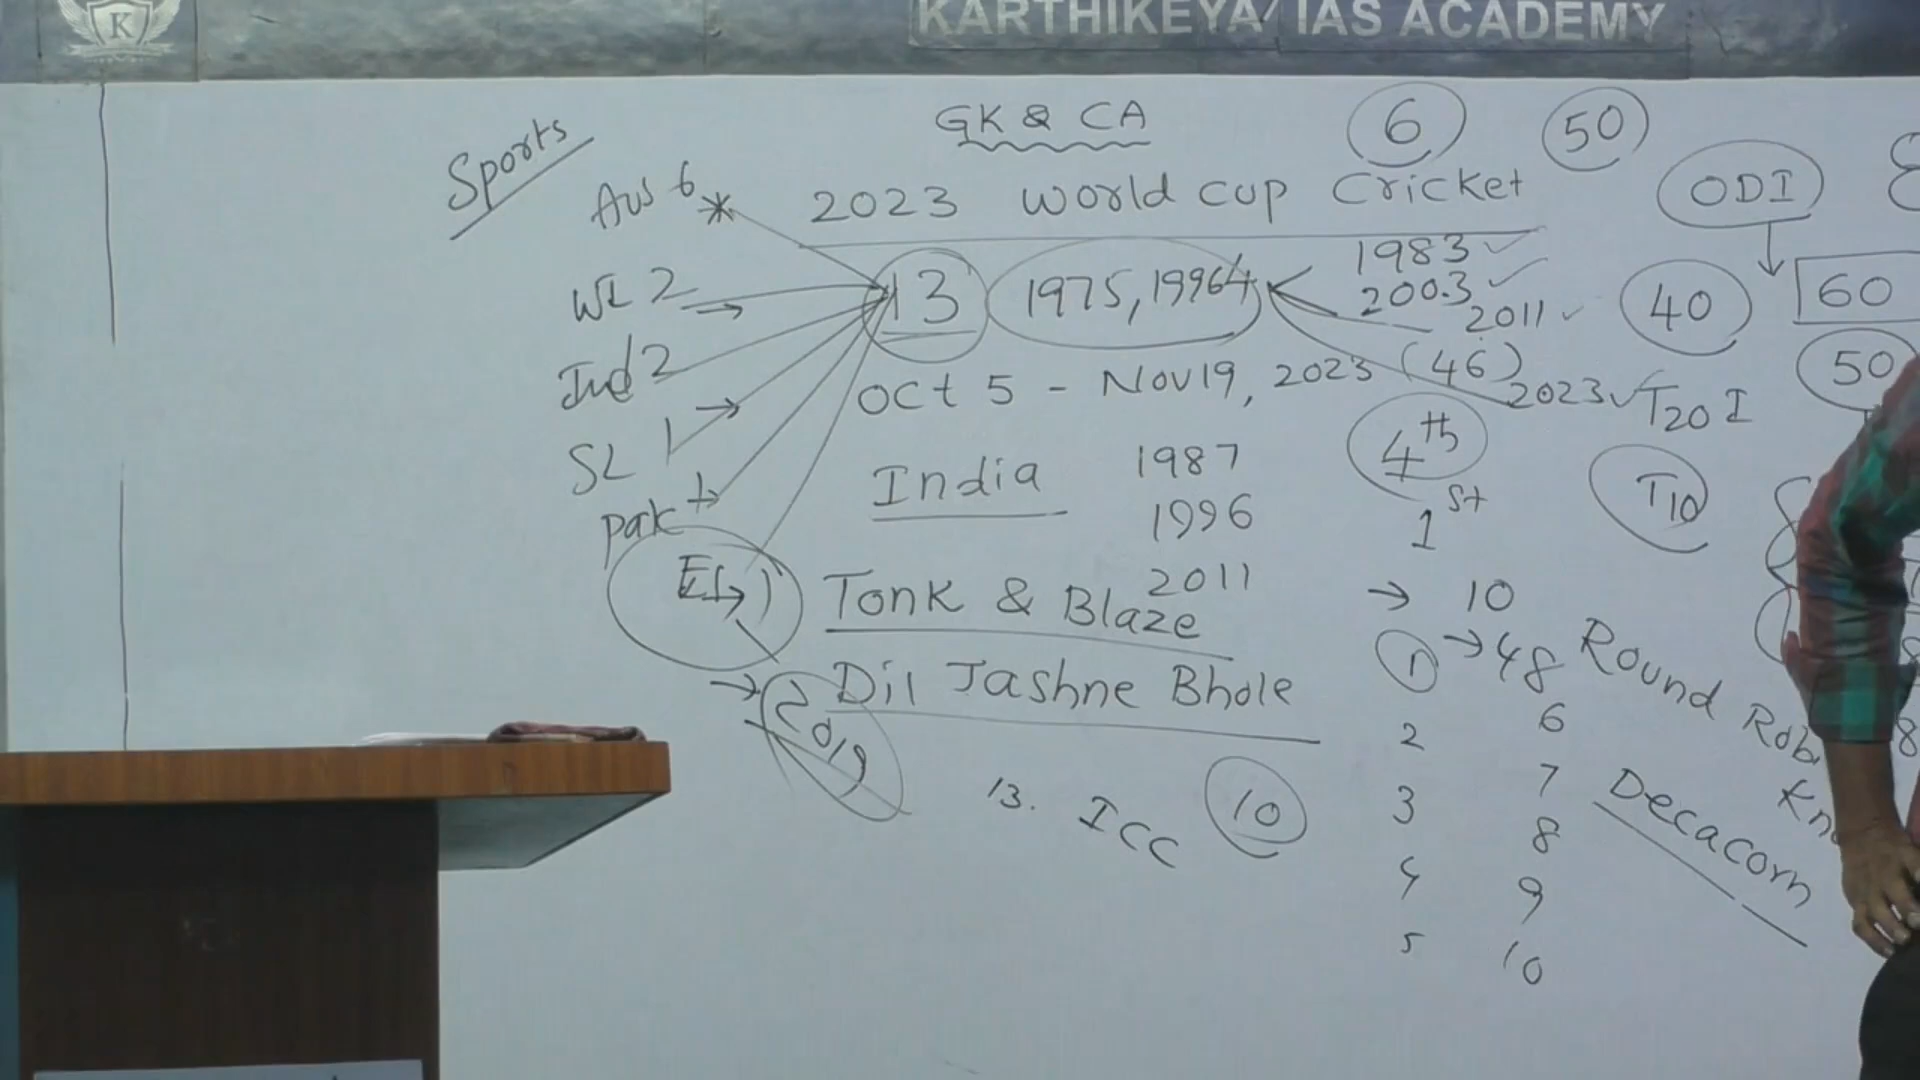 K
KARTHIKEYA IAS ACADEMY
GK & CA
6
50
Sports
Aus 6
2023 World cup Cricket
ODI
WI 2
13
1975, 1996
1983
2003
2011
40
60
Ind 2
Oct 5 - Nov 19, 2023 (46)
2023
T20 I
50
SL 1
India
1987
4th
Pak 1
1996
1st
T10
2011
Tonk & Blaze
→ 10
Dil Jashne Bhole
1 → 48
Round Rob
2019
2 6
13. ICC 10
3 7
Decacorn
4 8
5 9
10